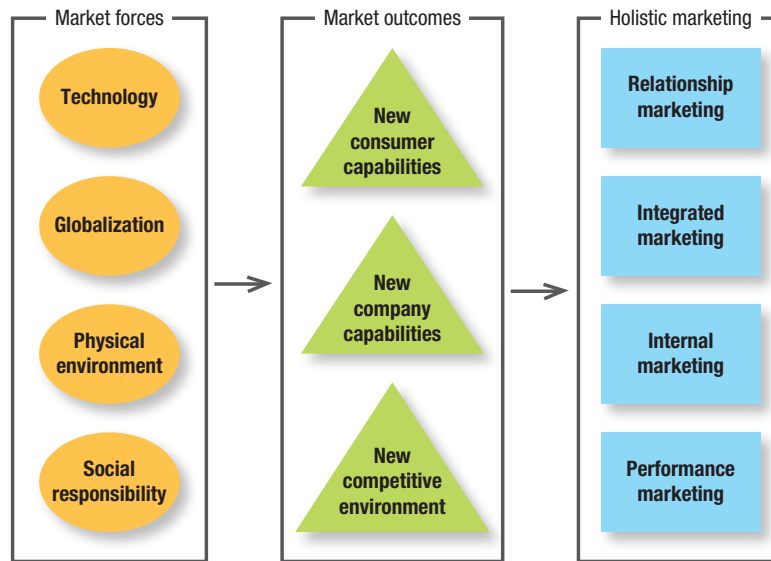 Market forces
Technology
Globalization
Physical
environment
Social
responsibility
Market outcomes
New
consumer
capabilities
New
company
capabilities
New
competitive
environment
Holistic marketing
Relationship
marketing
Integrated
marketing
Internal
marketing
Performance
marketing